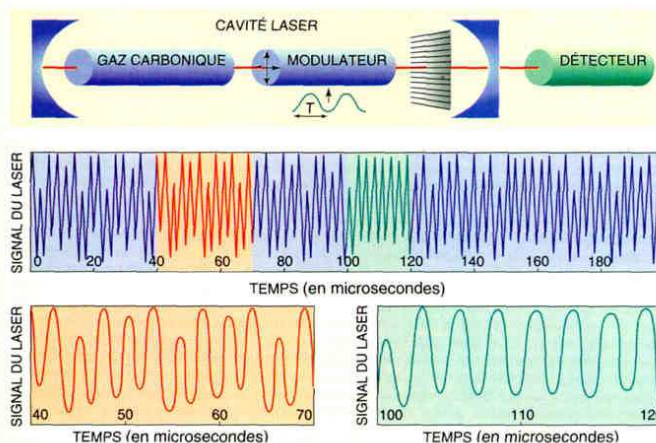 CAVITÉ LASER
GAZ CARBONIQUE
MODULATEUR
DÉTECTEUR
T
SIGNAL DU LASER
0 20 40 60 80 100 120 140 160 180
TEMPS (en microsecondes)
SIGNAL DU LASER
40 50 60 70
TEMPS (en microsecondes)
SIGNAL DU LASER
100 110 120
TEMPS (en microsecondes)